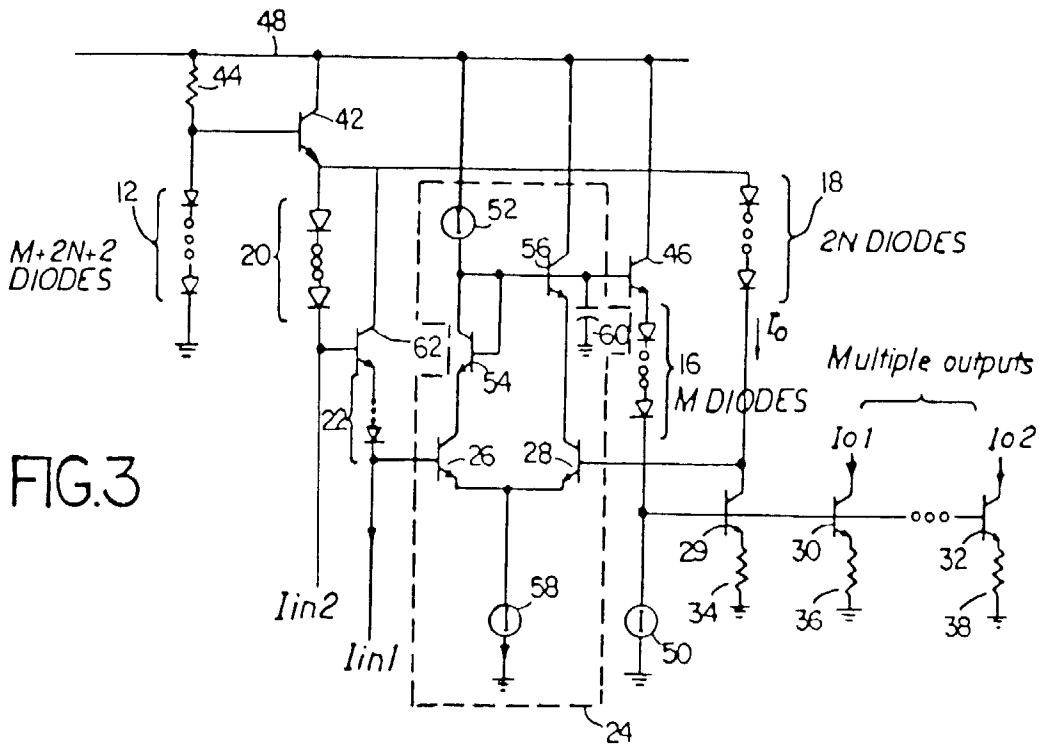 48
44
42
12
M+2N+2
DIODES
20
52
18
2N DIODES
56
46
60
Io
62
54
16
M DIODES
Multiple outputs
22
Io1
Io2
26
28
FIG.3
29
30
32
34
36
38
58
50
Iin2
Iin1
24